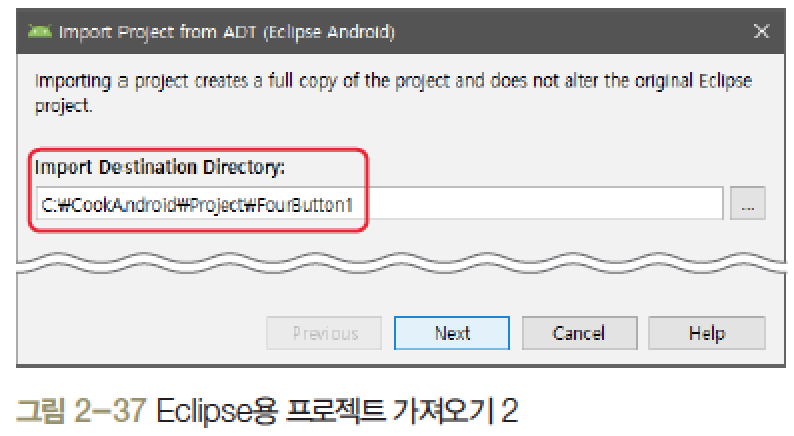 Import Project from ADT (Eclipse Android)
Importing a project creates a full copy of the project and does not alter the original Eclipse
project.
Import Destination Directory:
C:₩CookAndroid₩Project₩FourButton1
...
Previous
Next
Cancel
Help
그림 2-37 Eclipse용 프로젝트 가져오기 2